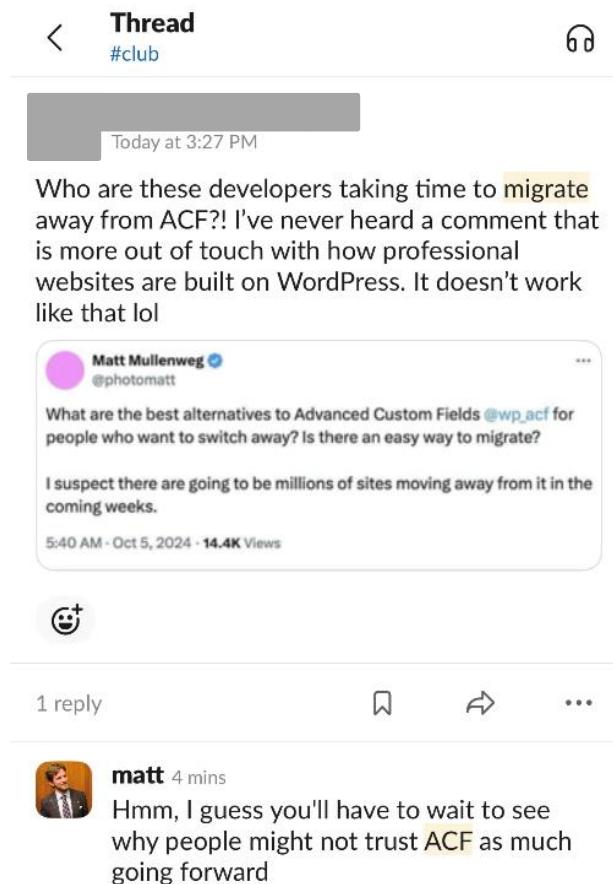 Thread
#club
Today at 3:27 PM
Who are these developers taking time to migrate
away from ACF?! I've never heard a comment that
is more out of touch with how professional
websites are built on WordPress. It doesn't work
like that lol
Matt Mullenweg
@photomatt
What are the best alternatives to Advanced Custom Fields @wp_acf for
people who want to switch away? Is there an easy way to migrate?
I suspect there are going to be millions of sites moving away from it in the
coming weeks.
5:40 AM · Oct 5, 2024 · 14.4K Views
1 reply
matt 4 mins
Hmm, I guess you'll have to wait to see
why people might not trust ACF as much
going forward